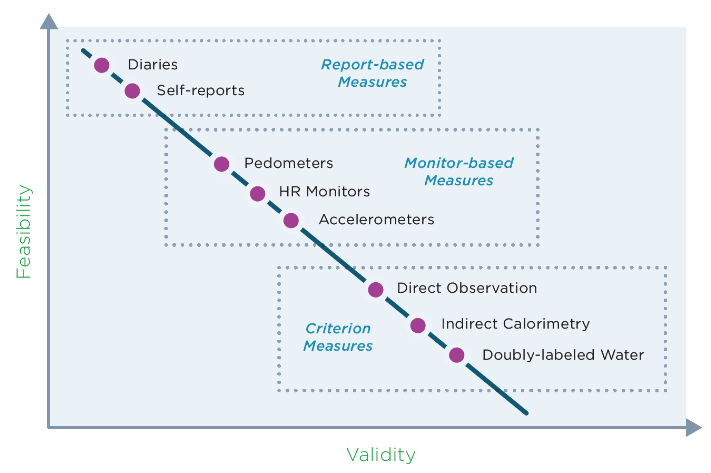 Diaries
Self-reports
Report-based
Measures
Pedometers
HR Monitors
Accelerometers
Monitor-based
Measures
Direct Observation
Indirect Calorimetry
Doubly-labeled Water
Criterion
Measures
Feasibility
Validity